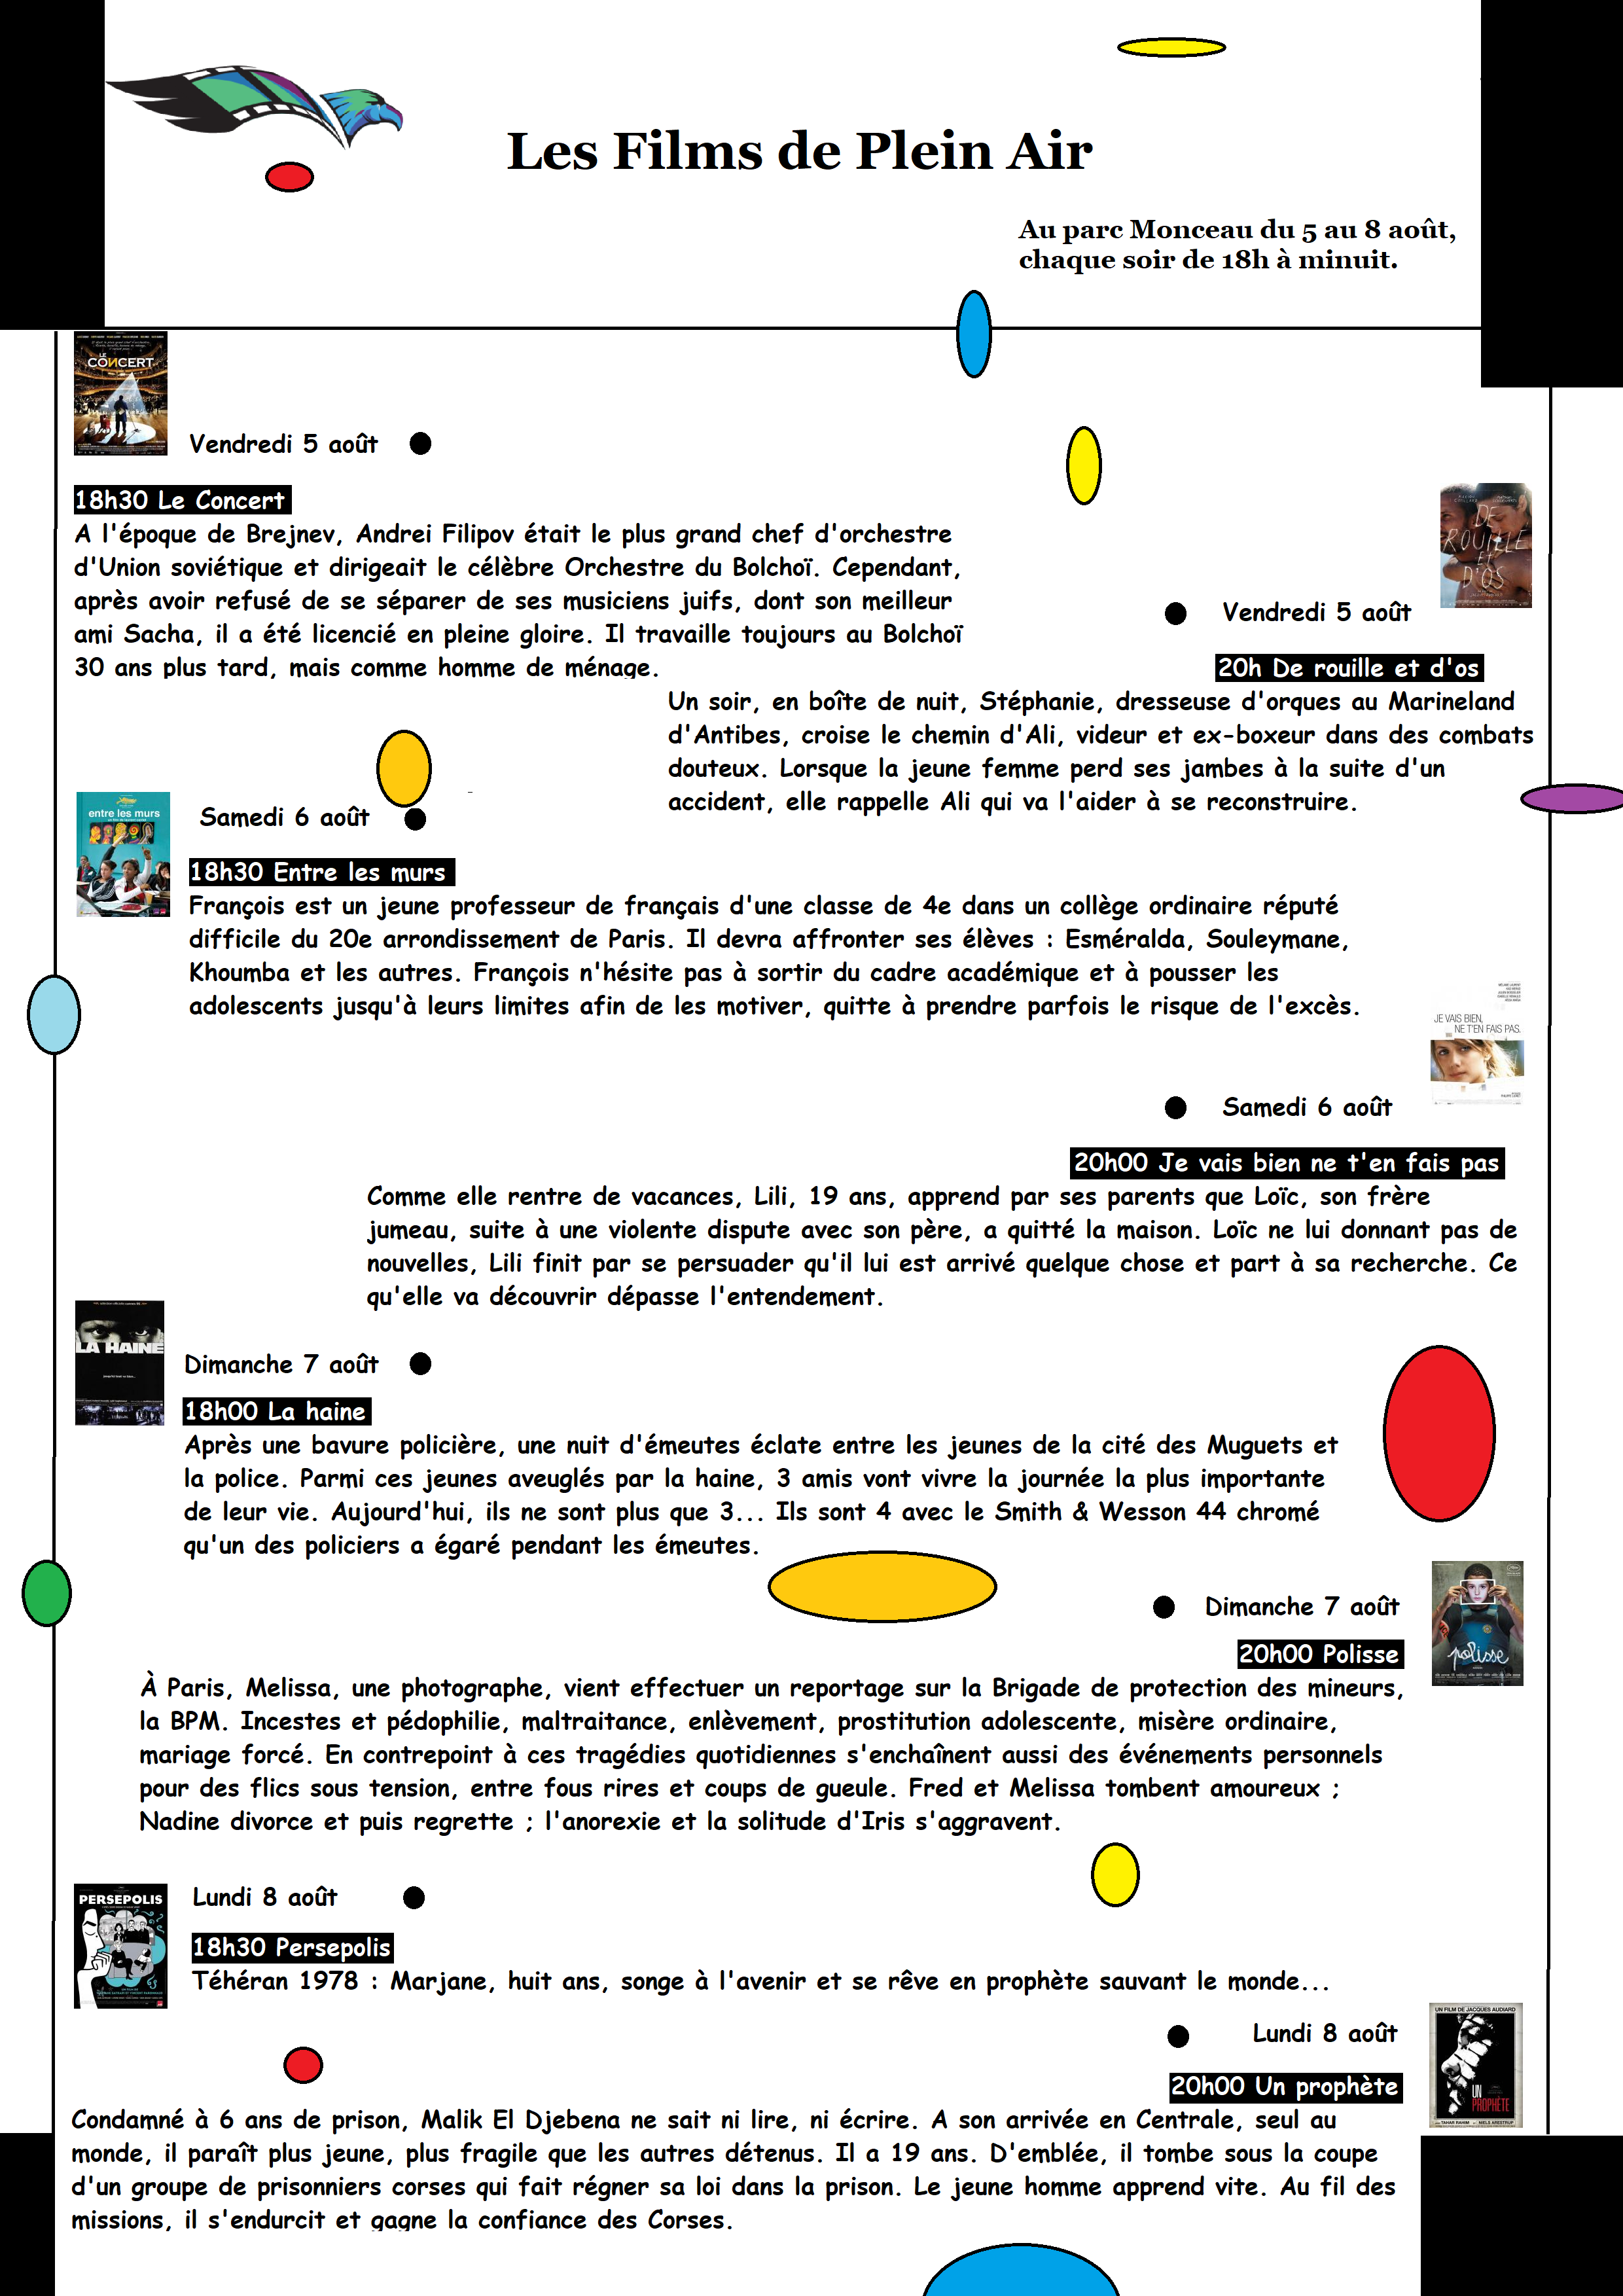 Les Films de Plein Air
Au parc Monceau du 5 au 8 août,
chaque soir de 18h à minuit.
LE CONCERT
Vendredi 5 août
18h30 Le Concert
A l'époque de Brejnev, Andrei Filipov était le plus grand chef d'orchestre
d'Union soviétique et dirigeait le célèbre Orchestre du Bolchoï. Cependant,
après avoir refusé de se séparer de ses musiciens juifs, dont son meilleur
ami Sacha, il a été licencié en pleine gloire. Il travaille toujours au Bolchoï
30 ans plus tard, mais comme homme de ménage.
DE ROUILLE ET D'OS
Vendredi 5 août
20h De rouille et d'os
Un soir, en boîte de nuit, Stéphanie, dresseuse d'orques au Marineland
d'Antibes, croise le chemin d'Ali, videur et ex-boxeur dans des combats
douteux. Lorsque la jeune femme perd ses jambes à la suite d'un
accident, elle rappelle Ali qui va l'aider à se reconstruire.
entre les murs
Samedi 6 août
18h30 Entre les murs
François est un jeune professeur de français d'une classe de 4e dans un collège ordinaire réputé
difficile du 20e arrondissement de Paris. Il devra affronter ses élèves : Esméralda, Souleymane,
Khoumba et les autres. François n'hésite pas à sortir du cadre académique et à pousser les
adolescents jusqu'à leurs limites afin de les motiver, quitte à prendre parfois le risque de l'excès.
JE VAIS BIEN,
NE T'EN FAIS PAS.
Samedi 6 août
20h00 Je vais bien ne t'en fais pas
Comme elle rentre de vacances, Lili, 19 ans, apprend par ses parents que Loïc, son frère
jumeau, suite à une violente dispute avec son père, a quitté la maison. Loïc ne lui donnant pas de
nouvelles, Lili finit par se persuader qu'il lui est arrivé quelque chose et part à sa recherche. Ce
qu'elle va découvrir dépasse l'entendement.
LA HAINE
Dimanche 7 août
18h00 La haine
Après une bavure policière, une nuit d'émeutes éclate entre les jeunes de la cité des Muguets et
la police. Parmi ces jeunes aveuglés par la haine, 3 amis vont vivre la journée la plus importante
de leur vie. Aujourd'hui, ils ne sont plus que 3... Ils sont 4 avec le Smith & Wesson 44 chromé
qu'un des policiers a égaré pendant les émeutes.
Dimanche 7 août
polisse
20h00 Polisse
À Paris, Melissa, une photographe, vient effectuer un reportage sur la Brigade de protection des mineurs,
la BPM. Incestes et pédophilie, maltraitance, enlèvement, prostitution adolescente, misère ordinaire,
mariage forcé. En contrepoint à ces tragédies quotidiennes s'enchaînent aussi des événements personnels
pour des flics sous tension, entre fous rires et coups de gueule. Fred et Melissa tombent amoureux ;
Nadine divorce et puis regrette ; l'anorexie et la solitude d'Iris s'aggravent.
PERSEPOLIS
Lundi 8 août
18h30 Persepolis
Téhéran 1978 : Marjane, huit ans, songe à l'avenir et se rêve en prophète sauvant le monde...
UN FILM DE JACQUES AUDIARD
UN
PROPHÈTE
TAHAR RAHIM NIELS ARESTRUP
Lundi 8 août
20h00 Un prophète
Condamné à 6 ans de prison, Malik El Djebena ne sait ni lire, ni écrire. A son arrivée en Centrale, seul au
monde, il paraît plus jeune, plus fragile que les autres détenus. Il a 19 ans. D'emblée, il tombe sous la coupe
d'un groupe de prisonniers corses qui fait régner sa loi dans la prison. Le jeune homme apprend vite. Au fil des
missions, il s'endurcit et gagne la confiance des Corses.